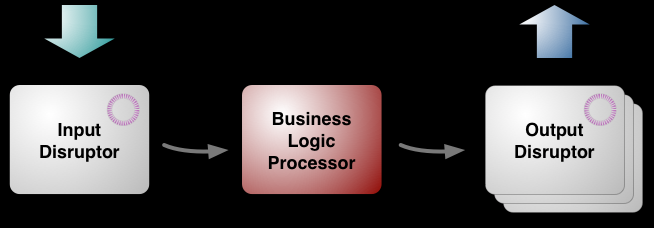 Input
Disruptor
Business
Logic
Processor
Output
Disruptor